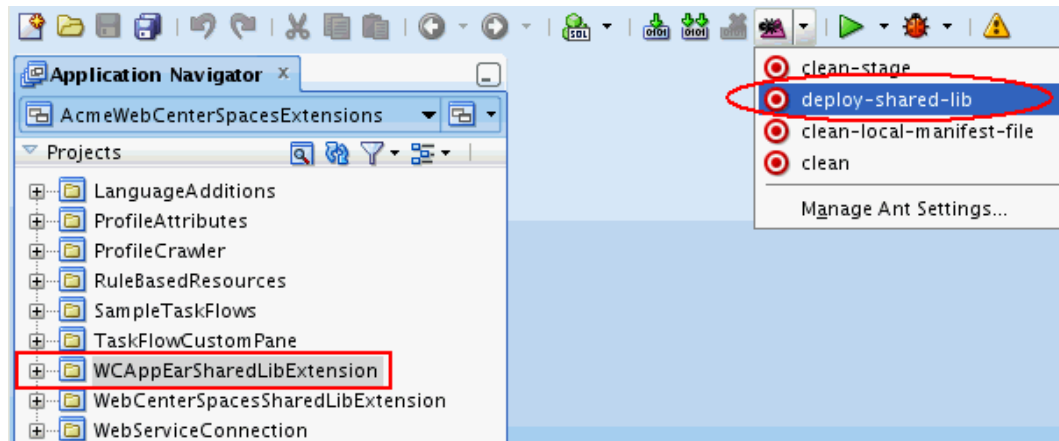 SQL
Application Navigator
clean-stage
AcmeWebCenterSpacesExtensions
deploy-shared-lib
clean-local-manifest-file
Projects
clean
LanguageAdditions
Manage Ant Settings...
ProfileAttributes
ProfileCrawler
RuleBasedResources
SampleTaskFlows
TaskFlowCustomPane
WCAppEarSharedLibExtension
WebCenterSpacesSharedLibExtension
WebServiceConnection